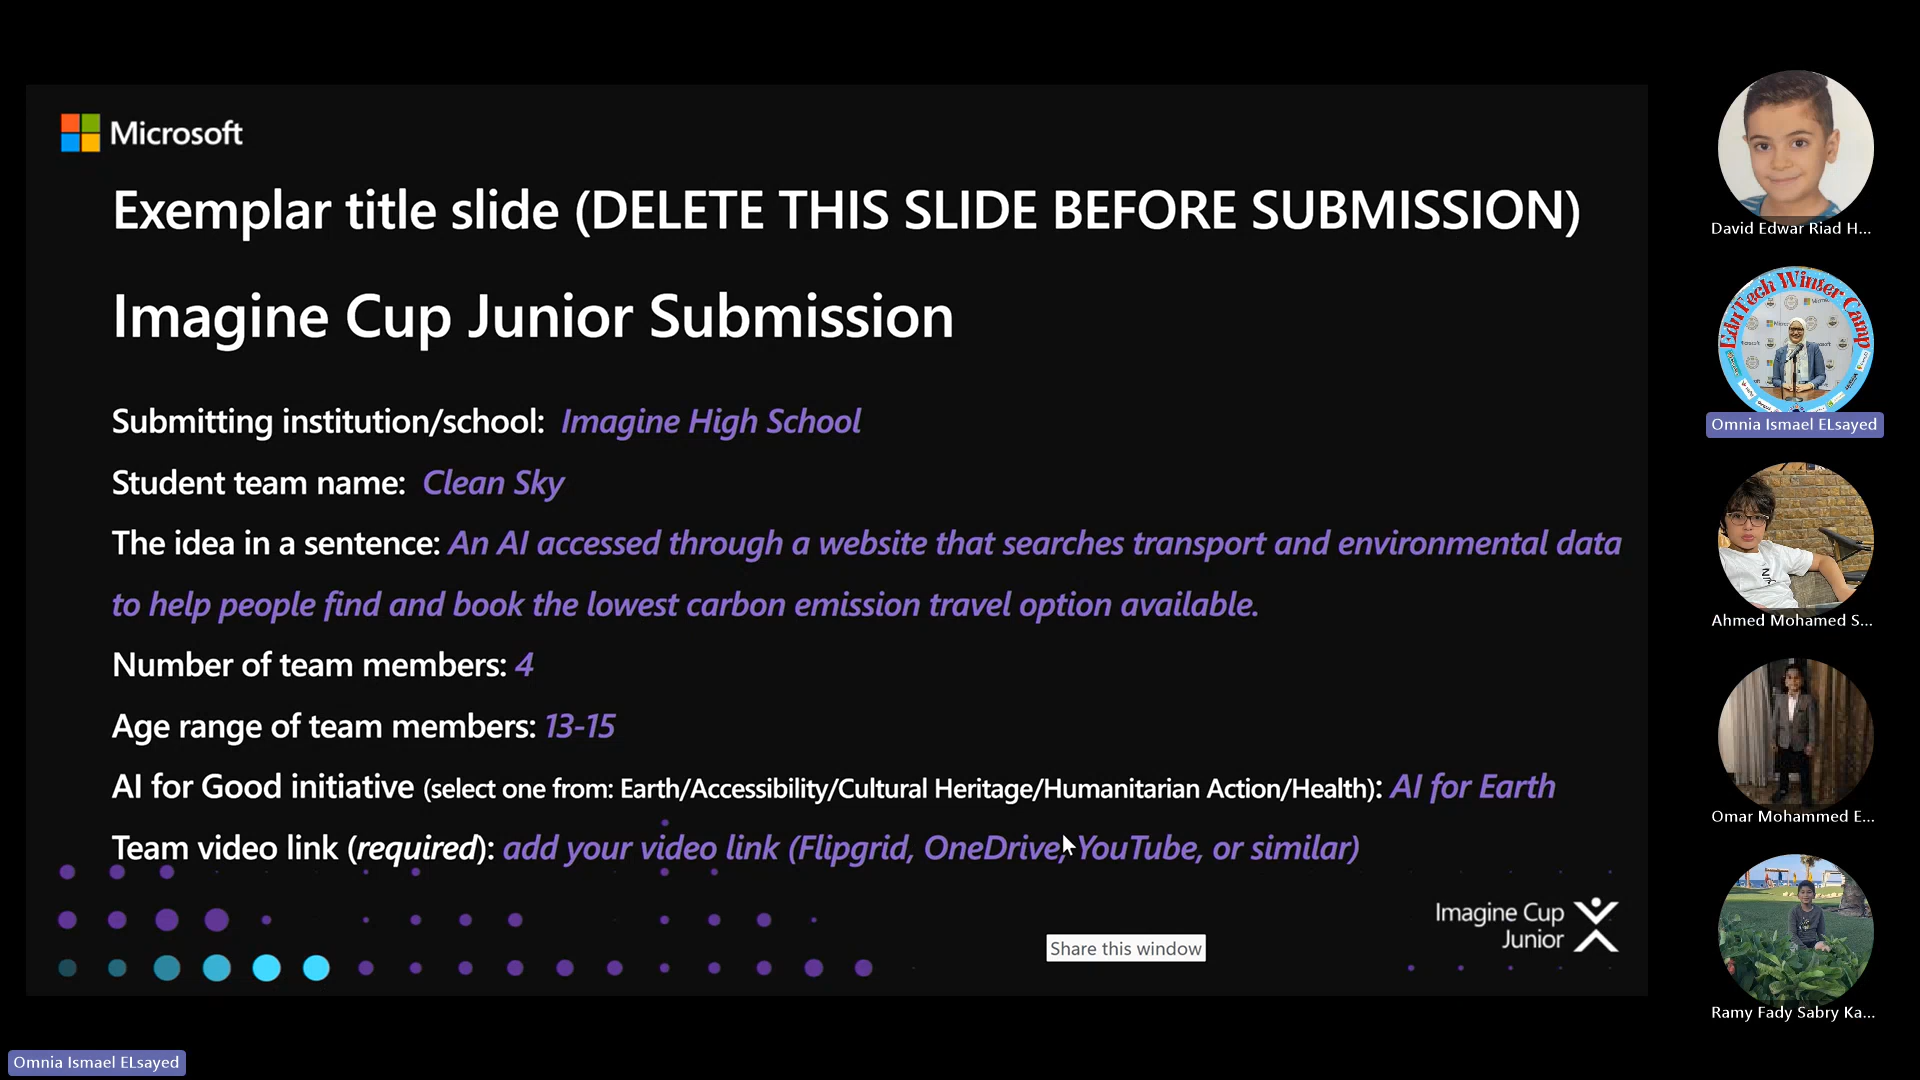 Microsoft
Exemplar title slide (DELETE THIS SLIDE BEFORE SUBMISSION)
Imagine Cup Junior Submission
Submitting institution/school: Imagine High School
Student team name: Clean Sky
The idea in a sentence: An AI accessed through a website that searches transport and environmental data
to help people find and book the lowest carbon emission travel option available.
Number of team members: 4
Age range of team members: 13-15
AI for Good initiative (select one from: Earth/Accessibility/Cultural Heritage/Humanitarian Action/Health): AI for Earth
Team video link (required): add your video link (Flipgrid, OneDrive, YouTube, or similar)
Imagine Cup
Junior
Share this window
David Edwar Riad H...
EduTech Winter Camp
Omnia Ismael ELsayed
Ahmed Mohamed S...
Omar Mohammed E...
Ramy Fady Sabry Ka...
Omnia Ismael ELsayed